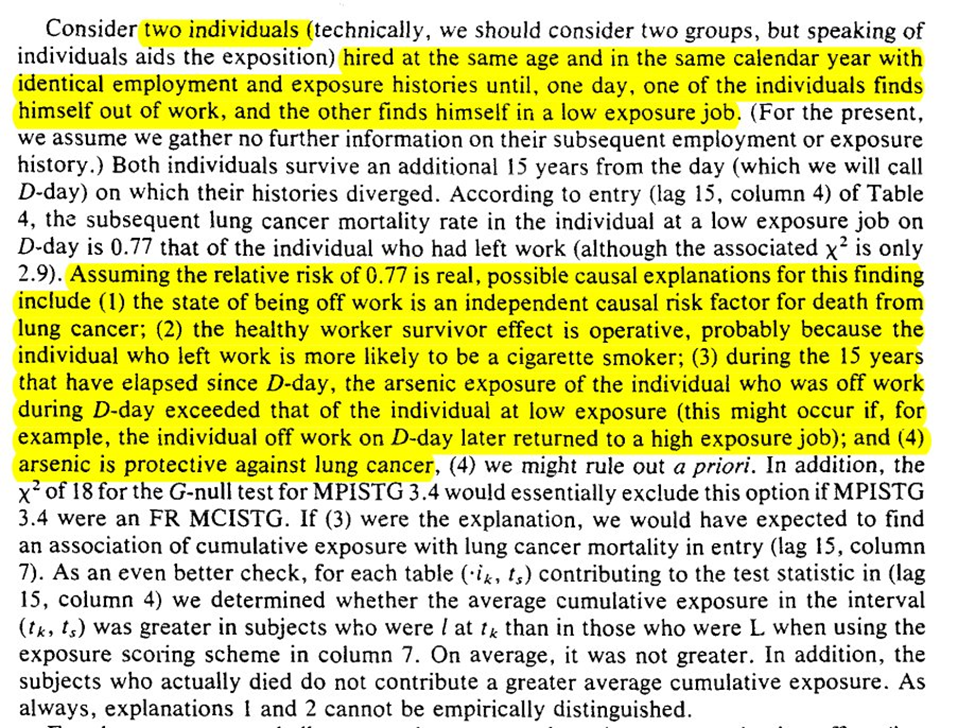 Consider two individuals (technically, we should consider two groups, but speaking of
individuals aids the exposition) hired at the same age and in the same calendar year with
identical employment and exposure histories until, one day, one of the individuals finds
himself out of work, and the other finds himself in a low exposure job. (For the present,
we assume we gather no further information on their subsequent employment or exposure
history.) Both individuals survive an additional 15 years from the day (which we will call
D-day) on which their histories diverged. According to entry (lag 15, column 4) of Table
4, the subsequent lung cancer mortality rate in the individual at a low exposure job on
D-day is 0.77 that of the individual who had left work (although the associated χ² is only
2.9). Assuming the relative risk of 0.77 is real, possible causal explanations for this finding
include (1) the state of being off work is an independent causal risk factor for death from
lung cancer; (2) the healthy worker survivor effect is operative, probably because the
individual who left work is more likely to be a cigarette smoker; (3) during the 15 years
that have elapsed since D-day, the arsenic exposure of the individual who was off work
during D-day exceeded that of the individual at low exposure (this might occur if, for
example, the individual off work on D-day later returned to a high exposure job); and (4)
arsenic is protective against lung cancer, (4) we might rule out a priori. In addition, the
χ² of 18 for the G-null test for MPISTG 3.4 would essentially exclude this option if MPISTG
3.4 were an FR MCISTG. If (3) were the explanation, we would have expected to find
an association of cumulative exposure with lung cancer mortality in entry (lag 15, column
7). As an even better check, for each table (·iₖ, tₛ) contributing to the test statistic in (lag
15, column 4) we determined whether the average cumulative exposure in the interval
(tₖ, tₛ) was greater in subjects who were l at tₖ than in those who were L when using the
exposure scoring scheme in column 7. On average, it was not greater. In addition, the
subjects who actually died do not contribute a greater average cumulative exposure. As
always, explanations 1 and 2 cannot be empirically distinguished.